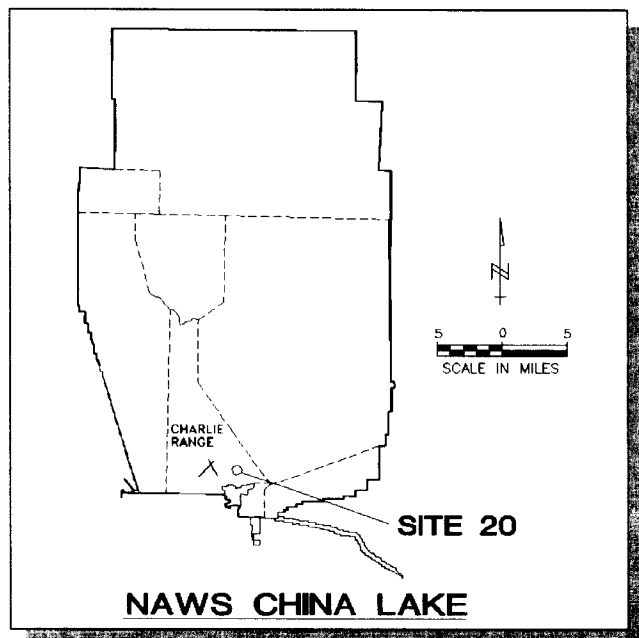 N
5 0 5
SCALE IN MILES
CHARLIE
RANGE
SITE 20
NAWS CHINA LAKE